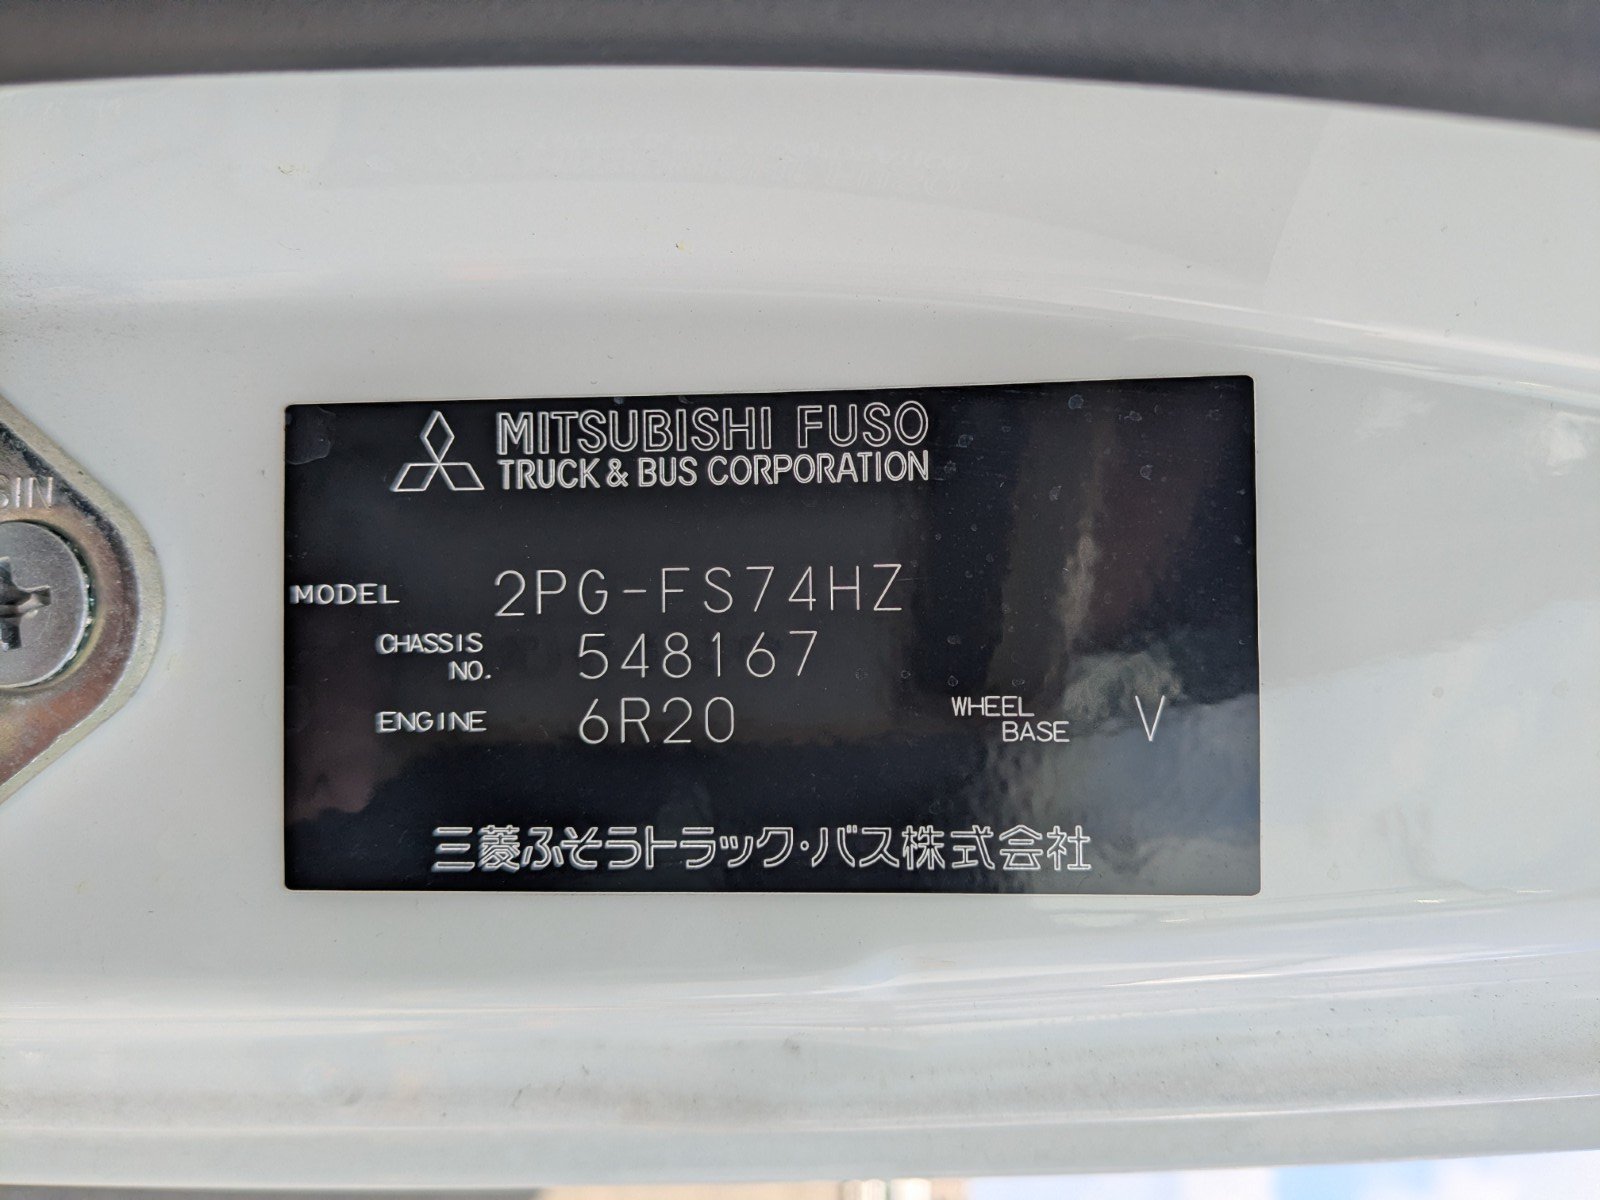 MITSUBISHI FUSO
TRUCK & BUS CORPORATION
MODEL 2PG-FS74HZ
CHASSIS NO. 548167
ENGINE 6R20
WHEEL BASE V
三菱ふそうトラック・バス株式会社